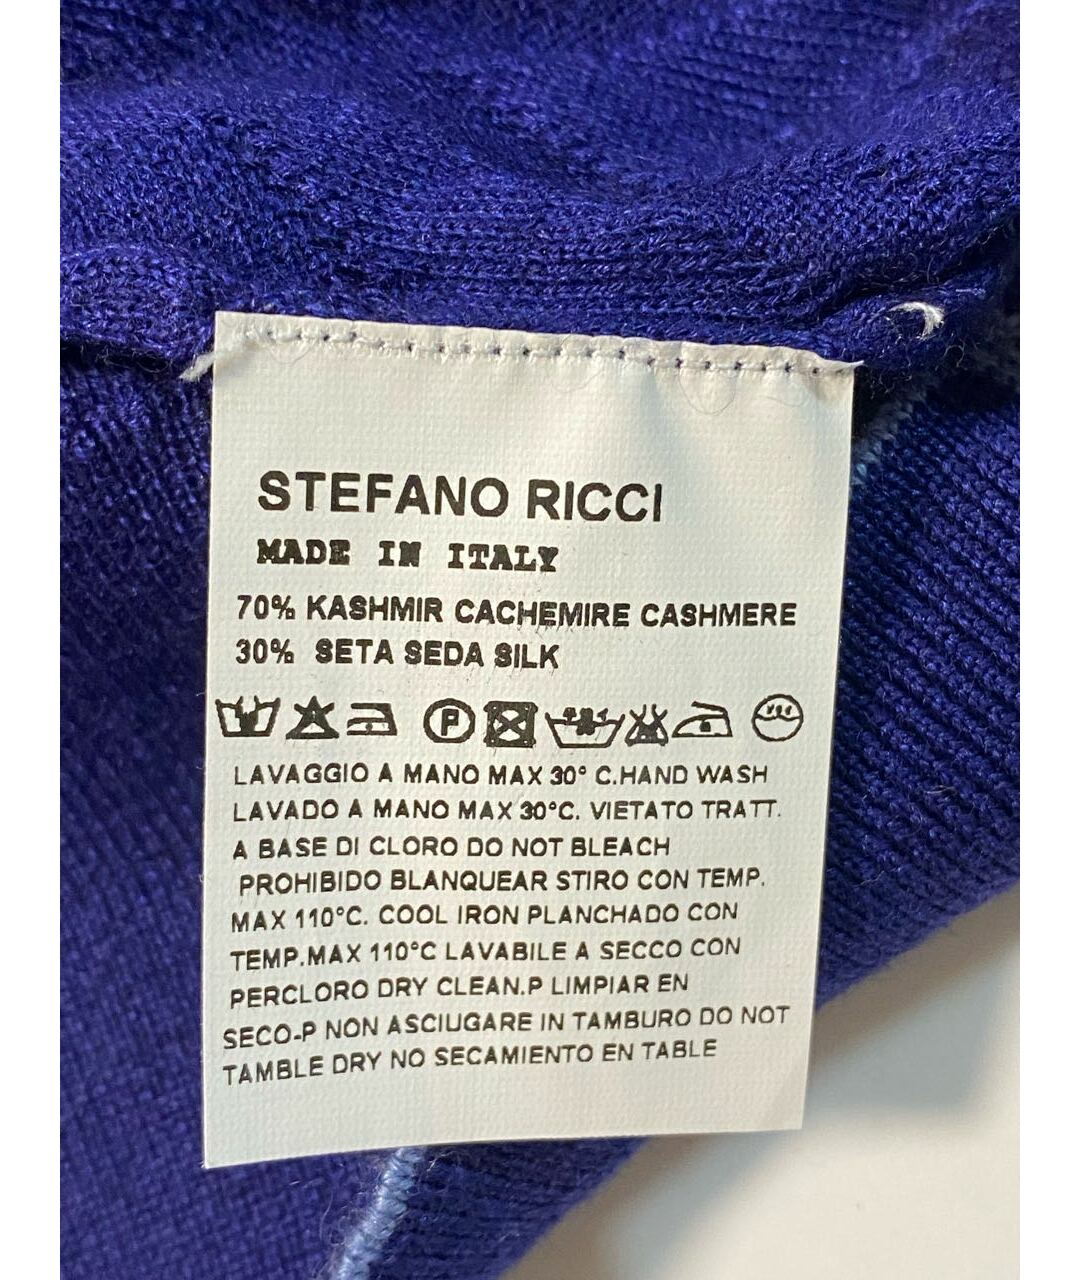 STEFANO RICCI
MADE IN ITALY
70% KASHMIR CACHEMIRE CASHMERE
30% SETA SEDA SILK
P
LAVAGGIO A MANO MAX 30° C.HAND WASH
LAVADO A MANO MAX 30°C. VIETATO TRATT.
A BASE DI CLORO DO NOT BLEACH
PROHIBIDO BLANQUEAR STIRO CON TEMP.
MAX 110°C. COOL IRON PLANCHADO CON
TEMP.MAX 110°C LAVABILE A SECCO CON
PERCLORO DRY CLEAN.P LIMPIAR EN
SECO-P NON ASCIUGARE IN TAMBURO DO NOT
TAMBLE DRY NO SECAMIENTO EN TABLE